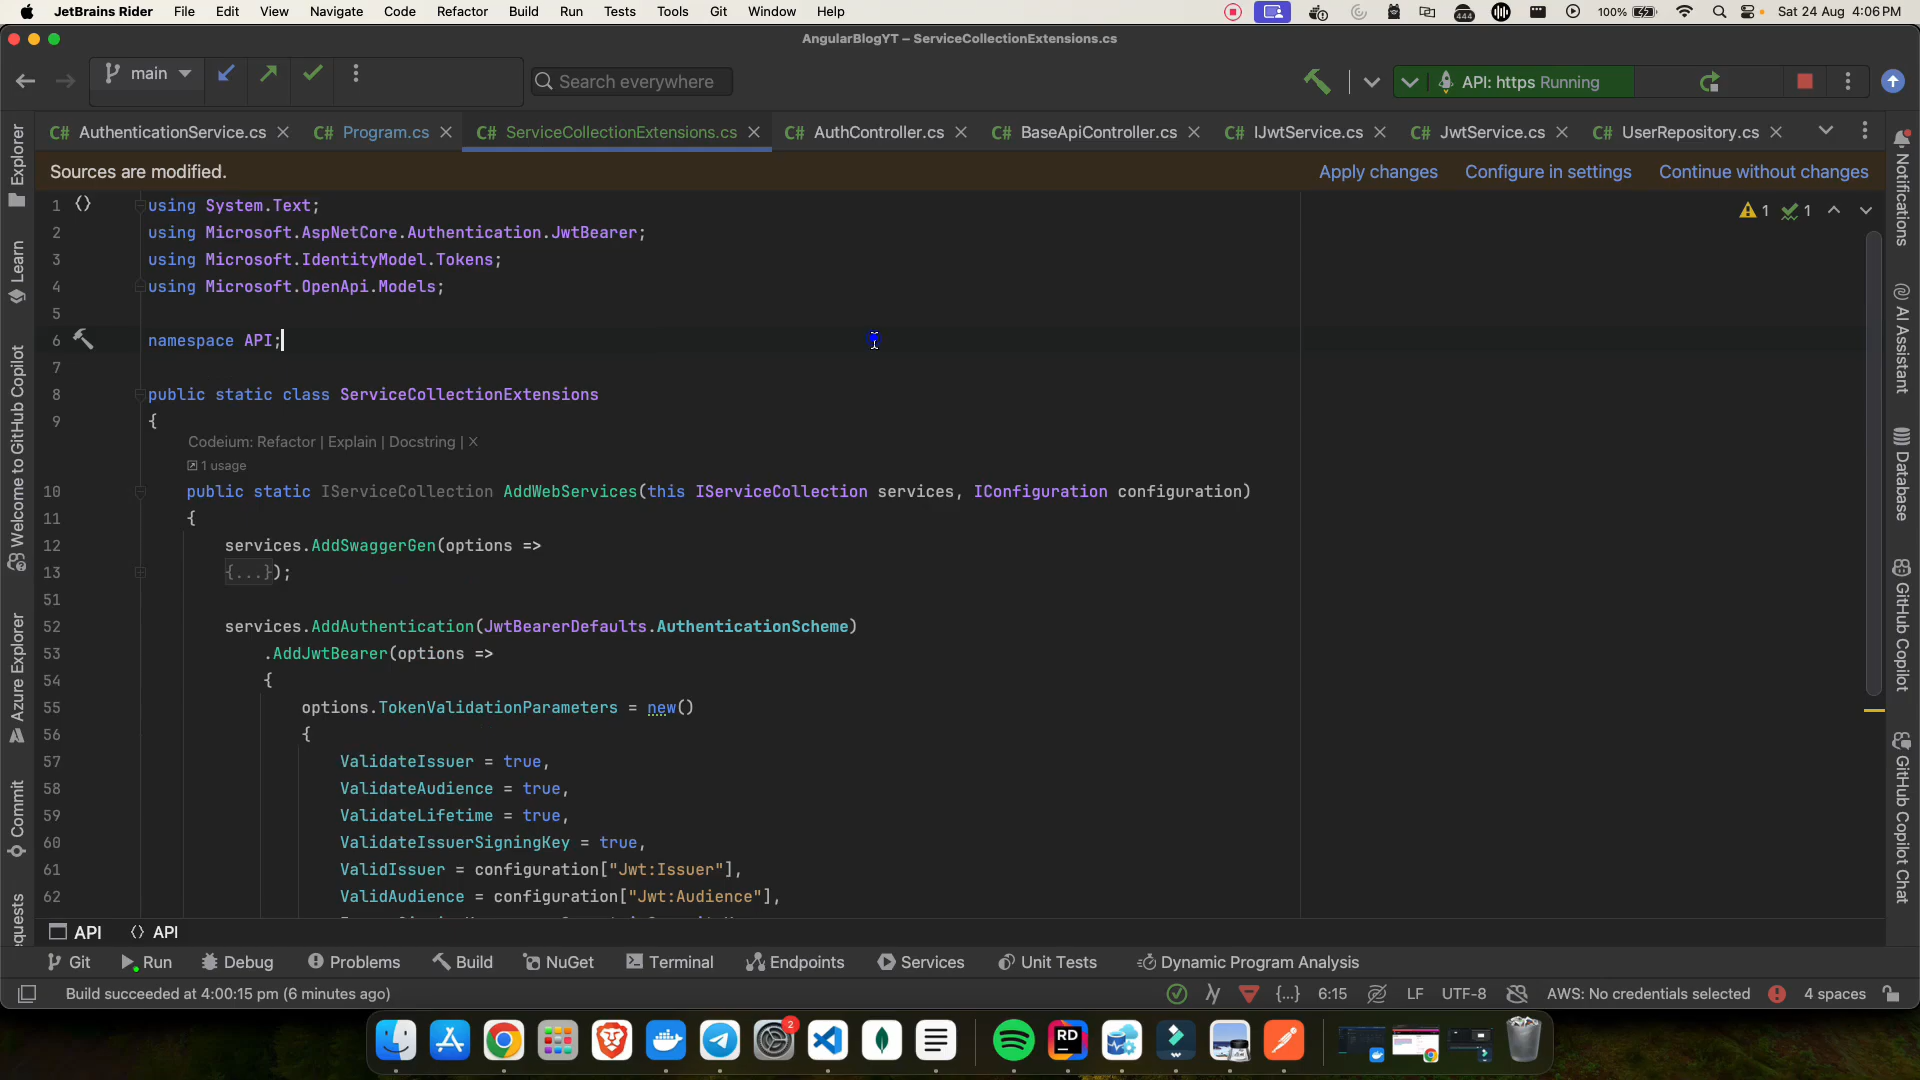 JetBrains Rider File Edit View Navigate Code Refactor Build Run Tests Tools Git Window Help 444 100% Sat 24 Aug 4:06 PM
AngularBlogYT – ServiceCollectionExtensions.cs
main Search everywhere API: https Running
C# AuthenticationService.cs C# Program.cs C# ServiceCollectionExtensions.cs C# AuthController.cs C# BaseApiController.cs C# IJwtService.cs C# JwtService.cs C# UserRepository.cs
Sources are modified. Apply changes Configure in settings Continue without changes
1 using System.Text; 1 1
2 using Microsoft.AspNetCore.Authentication.JwtBearer;
3 using Microsoft.IdentityModel.Tokens;
4 using Microsoft.OpenApi.Models;
5
6 namespace API;
7
8 public static class ServiceCollectionExtensions
9 {
Codeium: Refactor | Explain | Docstring | ×
1 usage
10 public static IServiceCollection AddWebServices(this IServiceCollection services, IConfiguration configuration)
11 {
12 services.AddSwaggerGen(options =>
13 {...});
51
52 services.AddAuthentication(JwtBearerDefaults.AuthenticationScheme)
53 .AddJwtBearer(options =>
54 {
55 options.TokenValidationParameters = new()
56 {
57 ValidateIssuer = true,
58 ValidateAudience = true,
59 ValidateLifetime = true,
60 ValidateIssuerSigningKey = true,
61 ValidIssuer = configuration["Jwt:Issuer"],
62 ValidAudience = configuration["Jwt:Audience"],
Explorer
Learn
Welcome to GitHub Copilot
Azure Explorer
Commit
Notifications
AI Assistant
Database
GitHub Copilot
GitHub Copilot Chat
API API
Git Run Debug Problems Build NuGet Terminal Endpoints Services Unit Tests Dynamic Program Analysis
Build succeeded at 4:00:15 pm (6 minutes ago) {...} 6:15 LF UTF-8 AWS: No credentials selected 4 spaces
2 RD